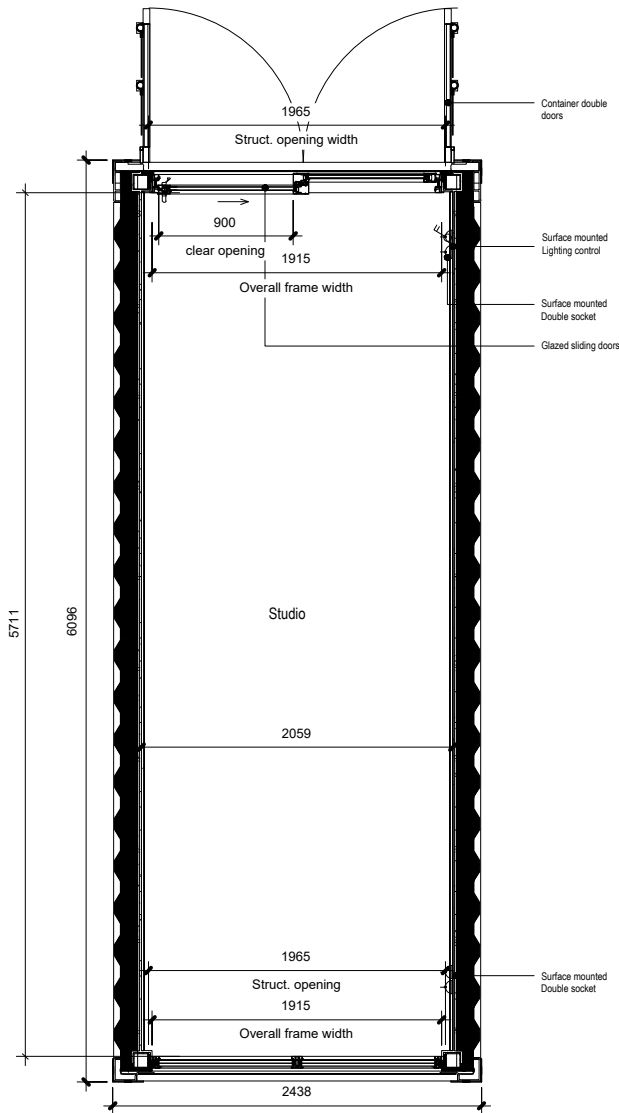 1965
Struct. opening width
Container double
doors
900
clear opening
1915
Overall frame width
Surface mounted
Lighting control
Surface mounted
Double socket
Glazed sliding doors
5711
6096
Studio
2059
1965
Struct. opening
1915
Overall frame width
Surface mounted
Double socket
2438